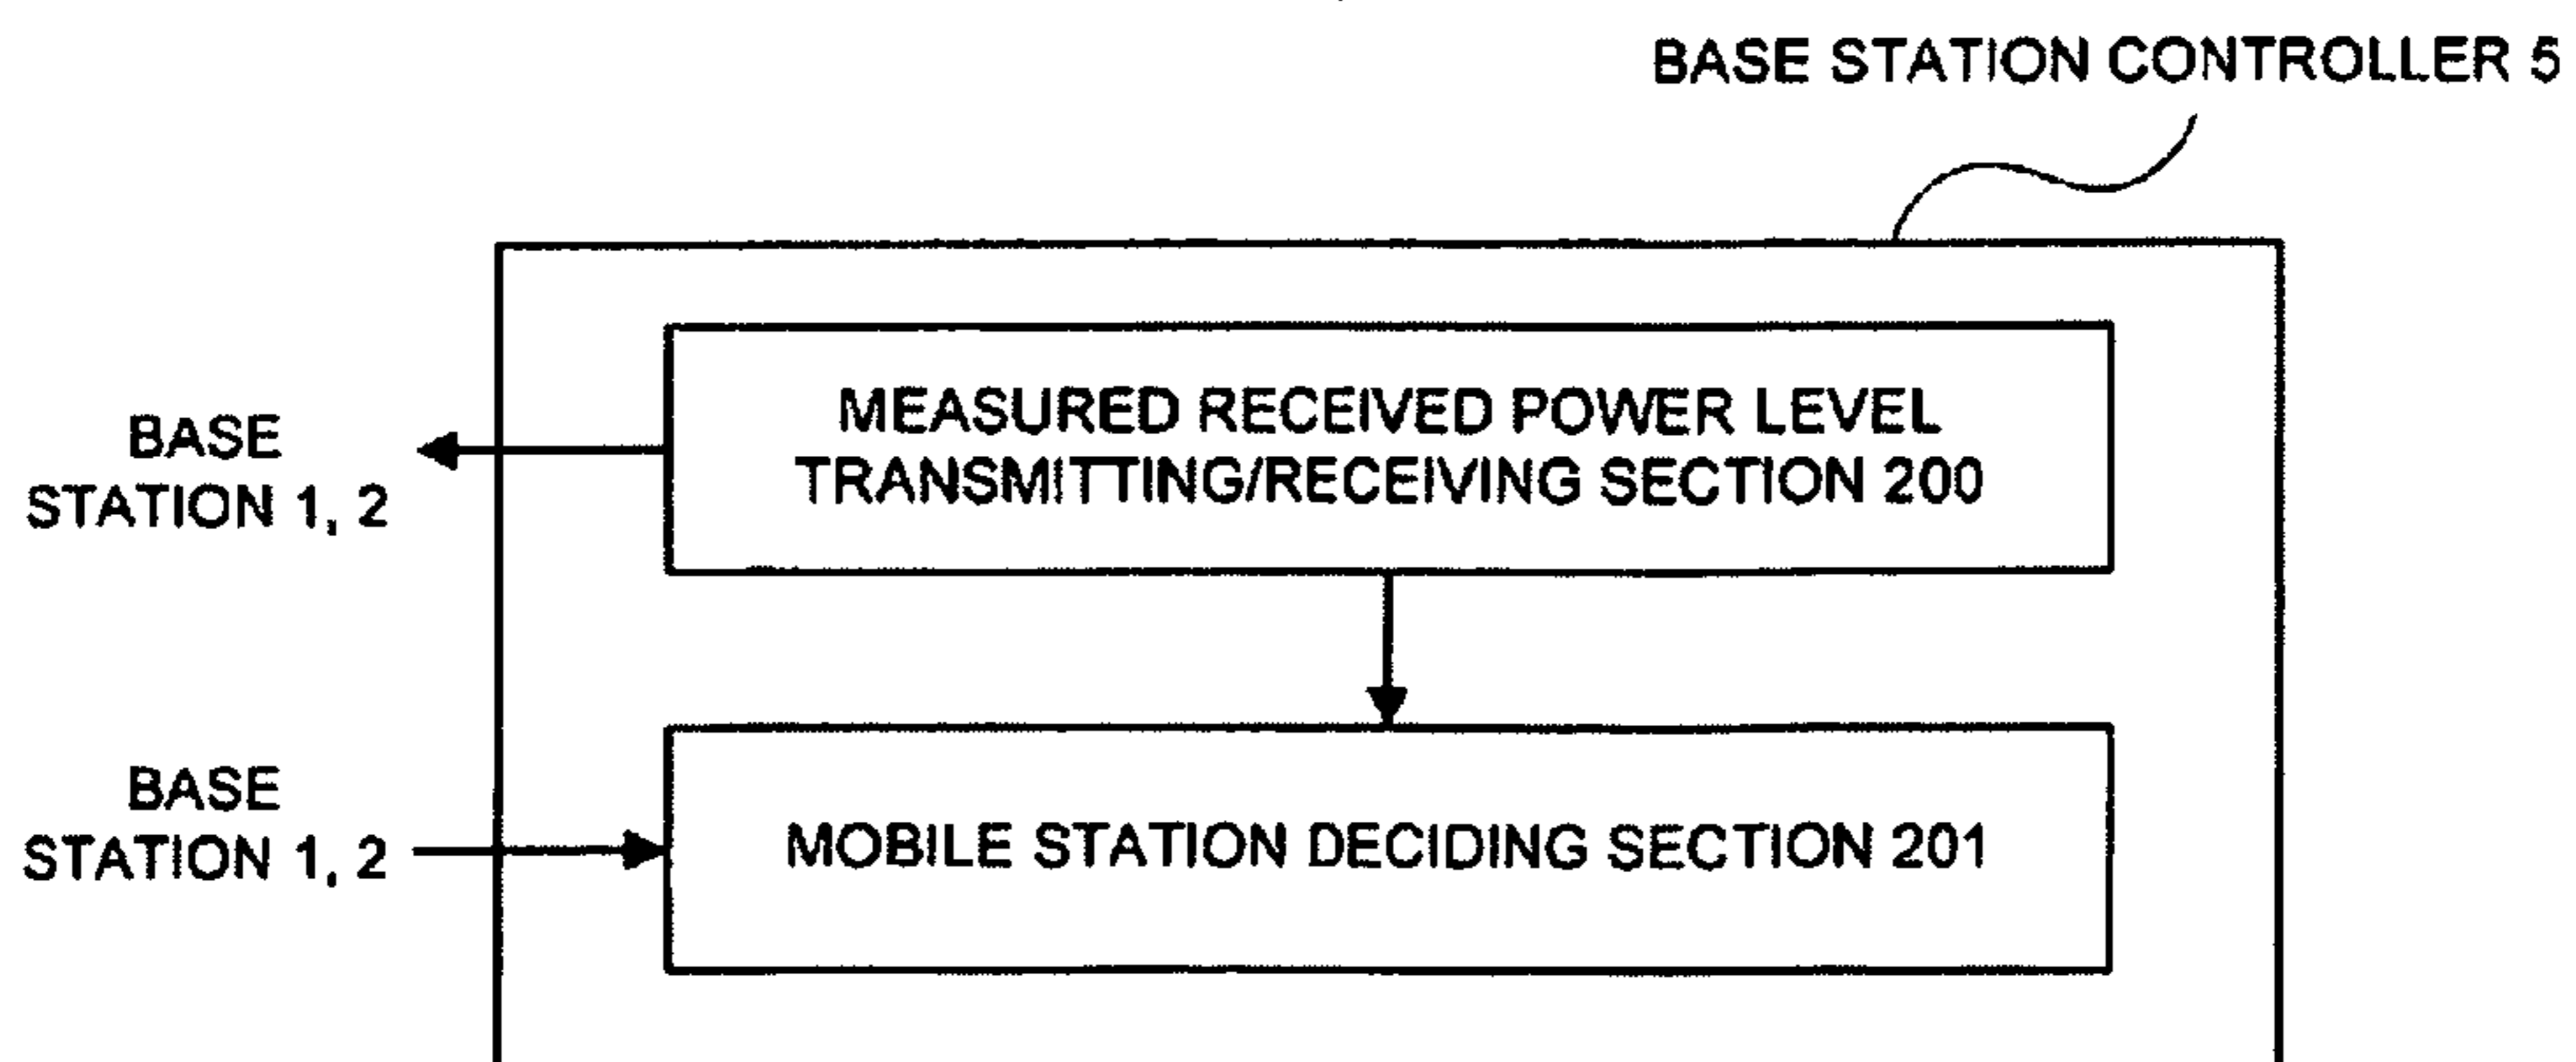 BASE STATION CONTROLLER 5
MEASURED RECEIVED POWER LEVEL
TRANSMITTING/RECEIVING SECTION 200
BASE
STATION 1, 2
BASE
STATION 1, 2
MOBILE STATION DECIDING SECTION 201